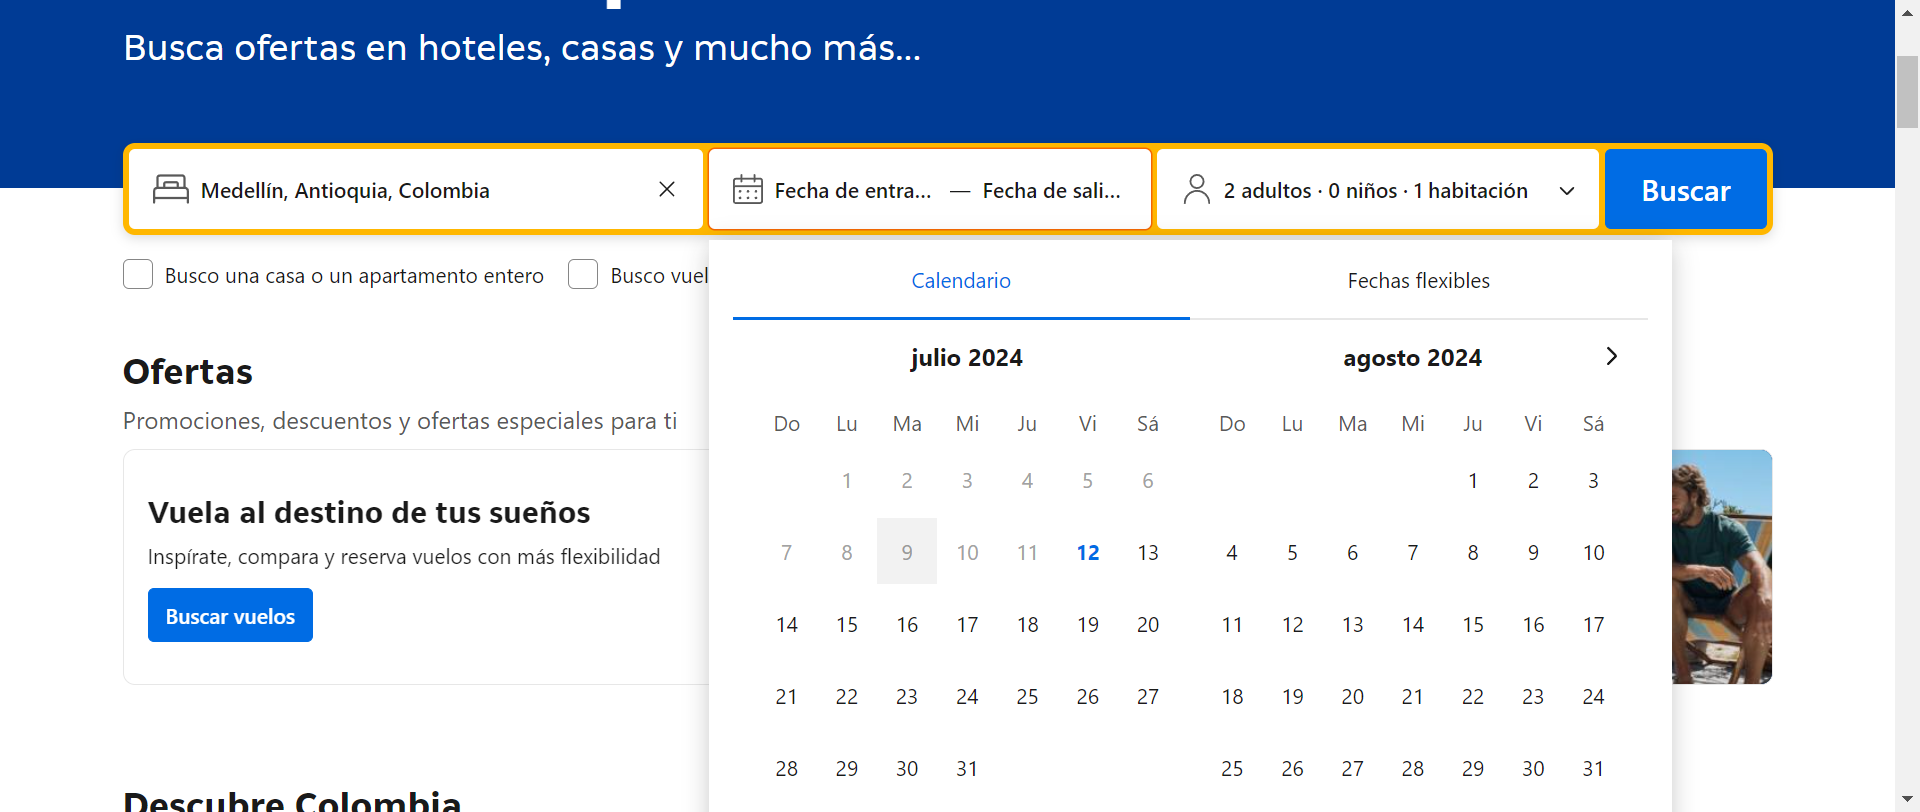 Busca ofertas en hoteles, casas y mucho más...
Medellín, Antioquia, Colombia
Fecha de entra... — Fecha de sali...
2 adultos · 0 niños · 1 habitación
Buscar
Busco una casa o un apartamento entero
Busco vuel
Calendario
Fechas flexibles
julio 2024
Do Lu Ma Mi Ju Vi Sá
1 2 3 4 5 6
7 8 9 10 11 12 13
14 15 16 17 18 19 20
21 22 23 24 25 26 27
28 29 30 31
agosto 2024
Do Lu Ma Mi Ju Vi Sá
1 2 3
4 5 6 7 8 9 10
11 12 13 14 15 16 17
18 19 20 21 22 23 24
25 26 27 28 29 30 31
Ofertas
Promociones, descuentos y ofertas especiales para ti
Vuela al destino de tus sueños
Inspírate, compara y reserva vuelos con más flexibilidad
Buscar vuelos
Descubre Colombia